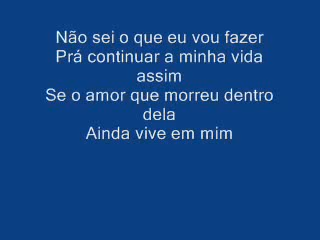 Não sei o que eu vou fazer
Prá continuar a minha vida
assim
Se o amor que morreu dentro
dela
Ainda vive em mim